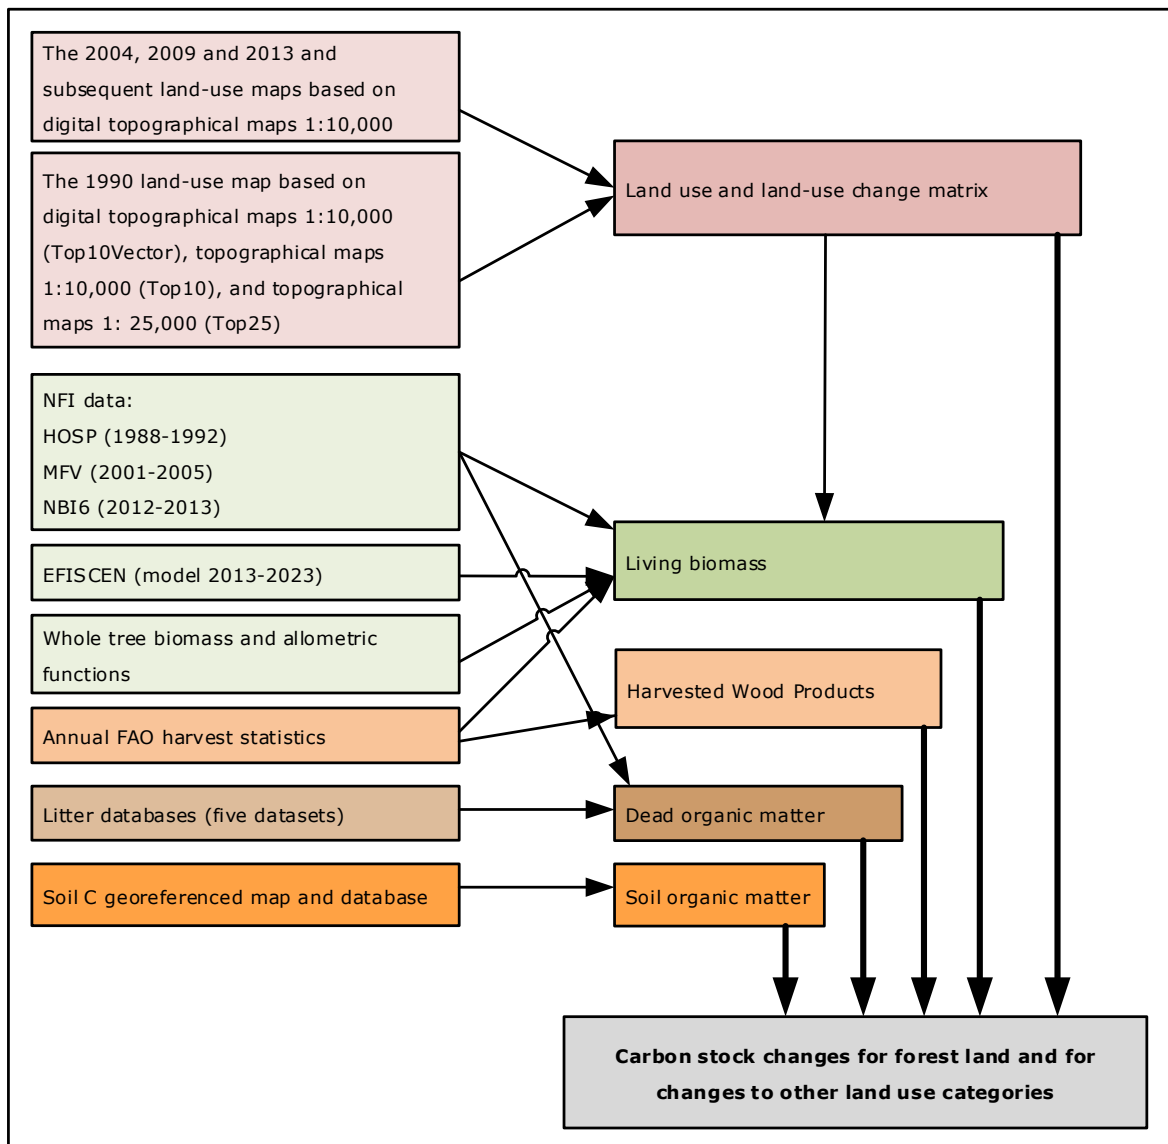 The 2004, 2009 and 2013 and
subsequent land-use maps based on
digital topographical maps 1:10,000
The 1990 land-use map based on
digital topographical maps 1:10,000
(Top10Vector), topographical maps
1:10,000 (Top10), and topographical
maps 1: 25,000 (Top25)
Land use and land-use change matrix
NFI data:
HOSP (1988-1992)
MFV (2001-2005)
NBI6 (2012-2013)
EFISCEN (model 2013-2023)
Living biomass
Whole tree biomass and allometric
functions
Harvested Wood Products
Annual FAO harvest statistics
Litter databases (five datasets)
Dead organic matter
Soil C georeferenced map and database
Soil organic matter
Carbon stock changes for forest land and for
changes to other land use categories